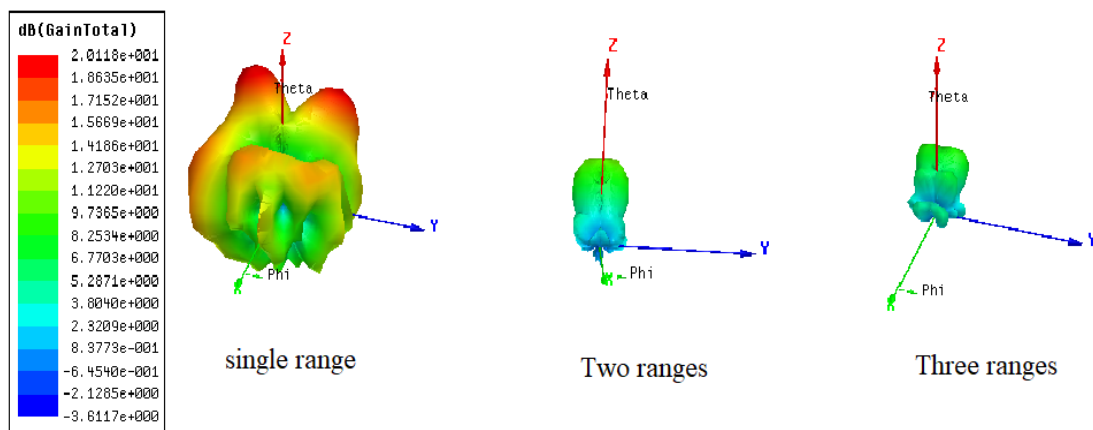 dB(GainTotal)
2.0118e+001
1.8635e+001
1.7152e+001
1.5669e+001
1.4186e+001
1.2703e+001
1.1220e+001
9.7365e+000
8.2534e+000
6.7703e+000
5.2871e+000
3.8040e+000
2.3209e+000
8.3773e-001
-6.4540e-001
-2.1285e+000
-3.6117e+000
Z
Theta
Y
Phi
X
single range
Z
Theta
Y
Phi
X
Two ranges
Z
Theta
Y
Phi
X
Three ranges